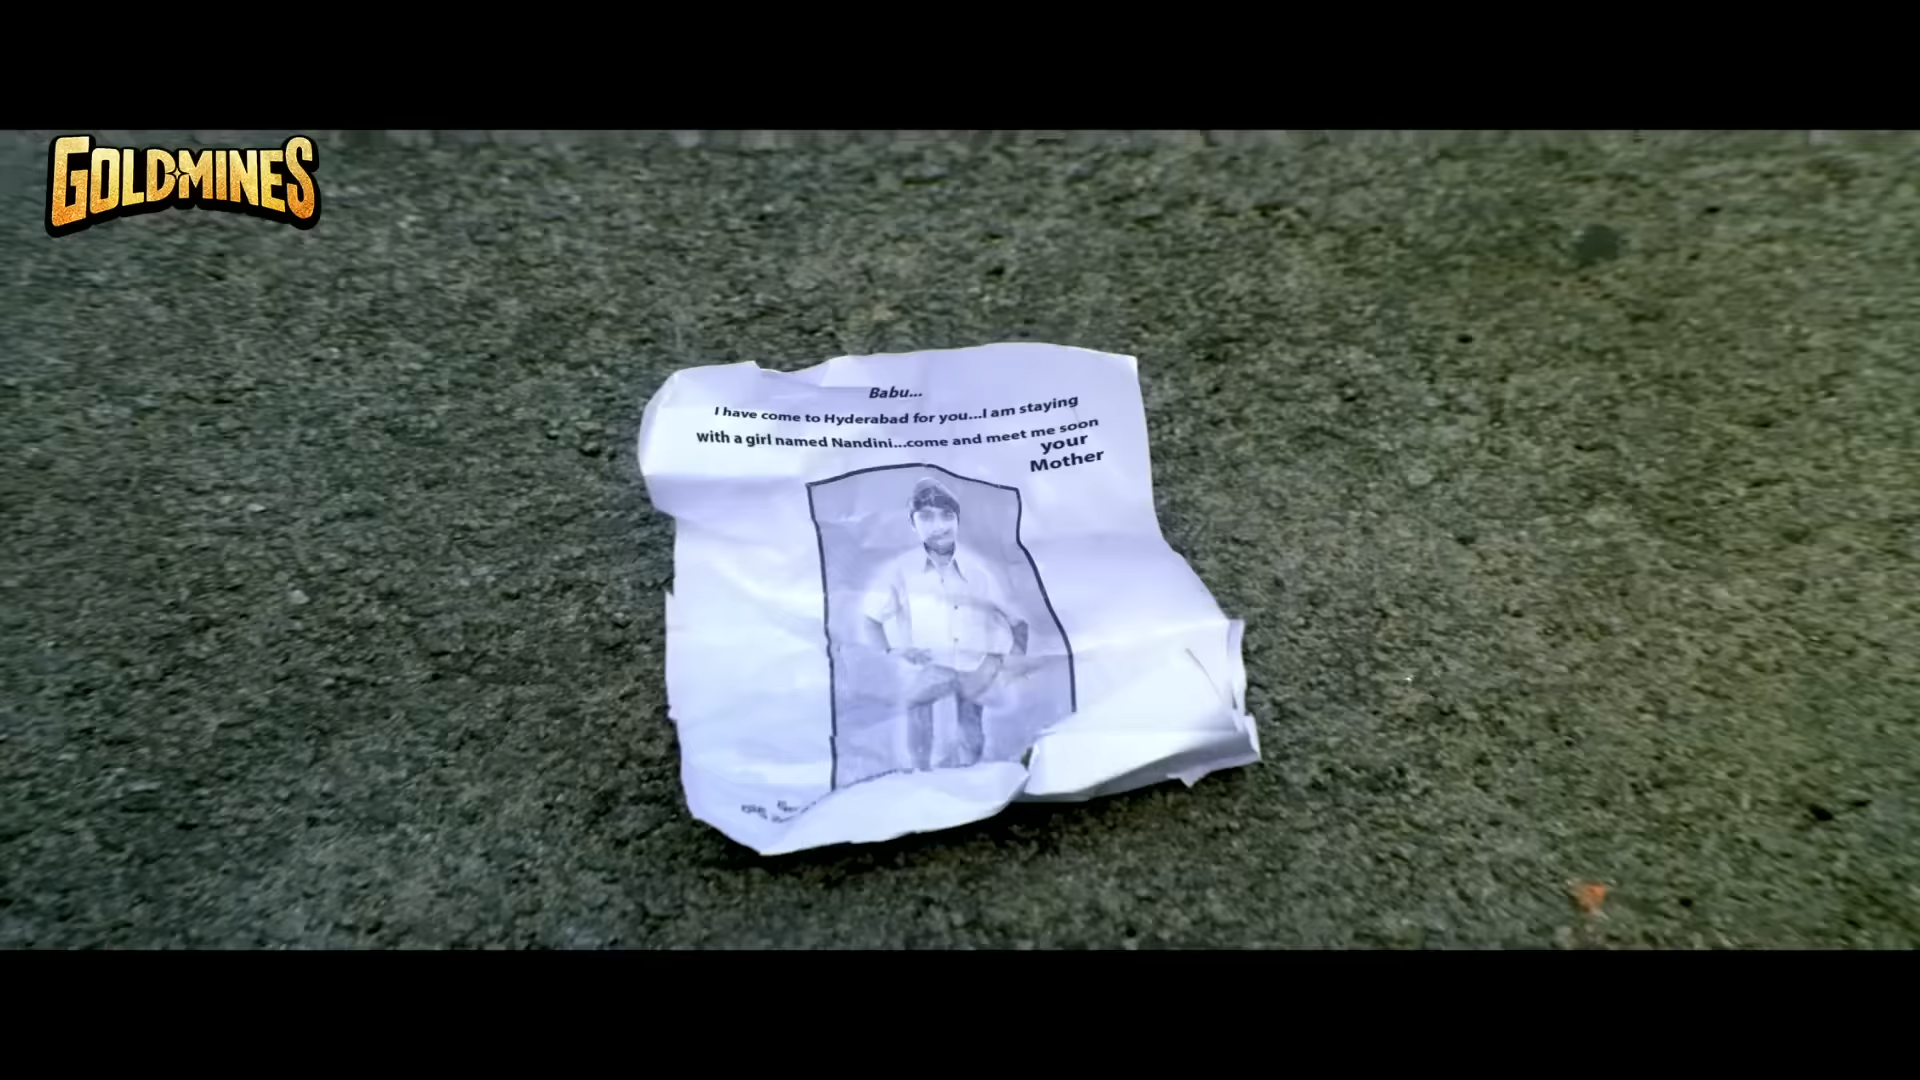 GOLDMINES
Babu...
I have come to Hyderabad for you...I am staying
with a girl named Nandini...come and meet me soon
your
Mother